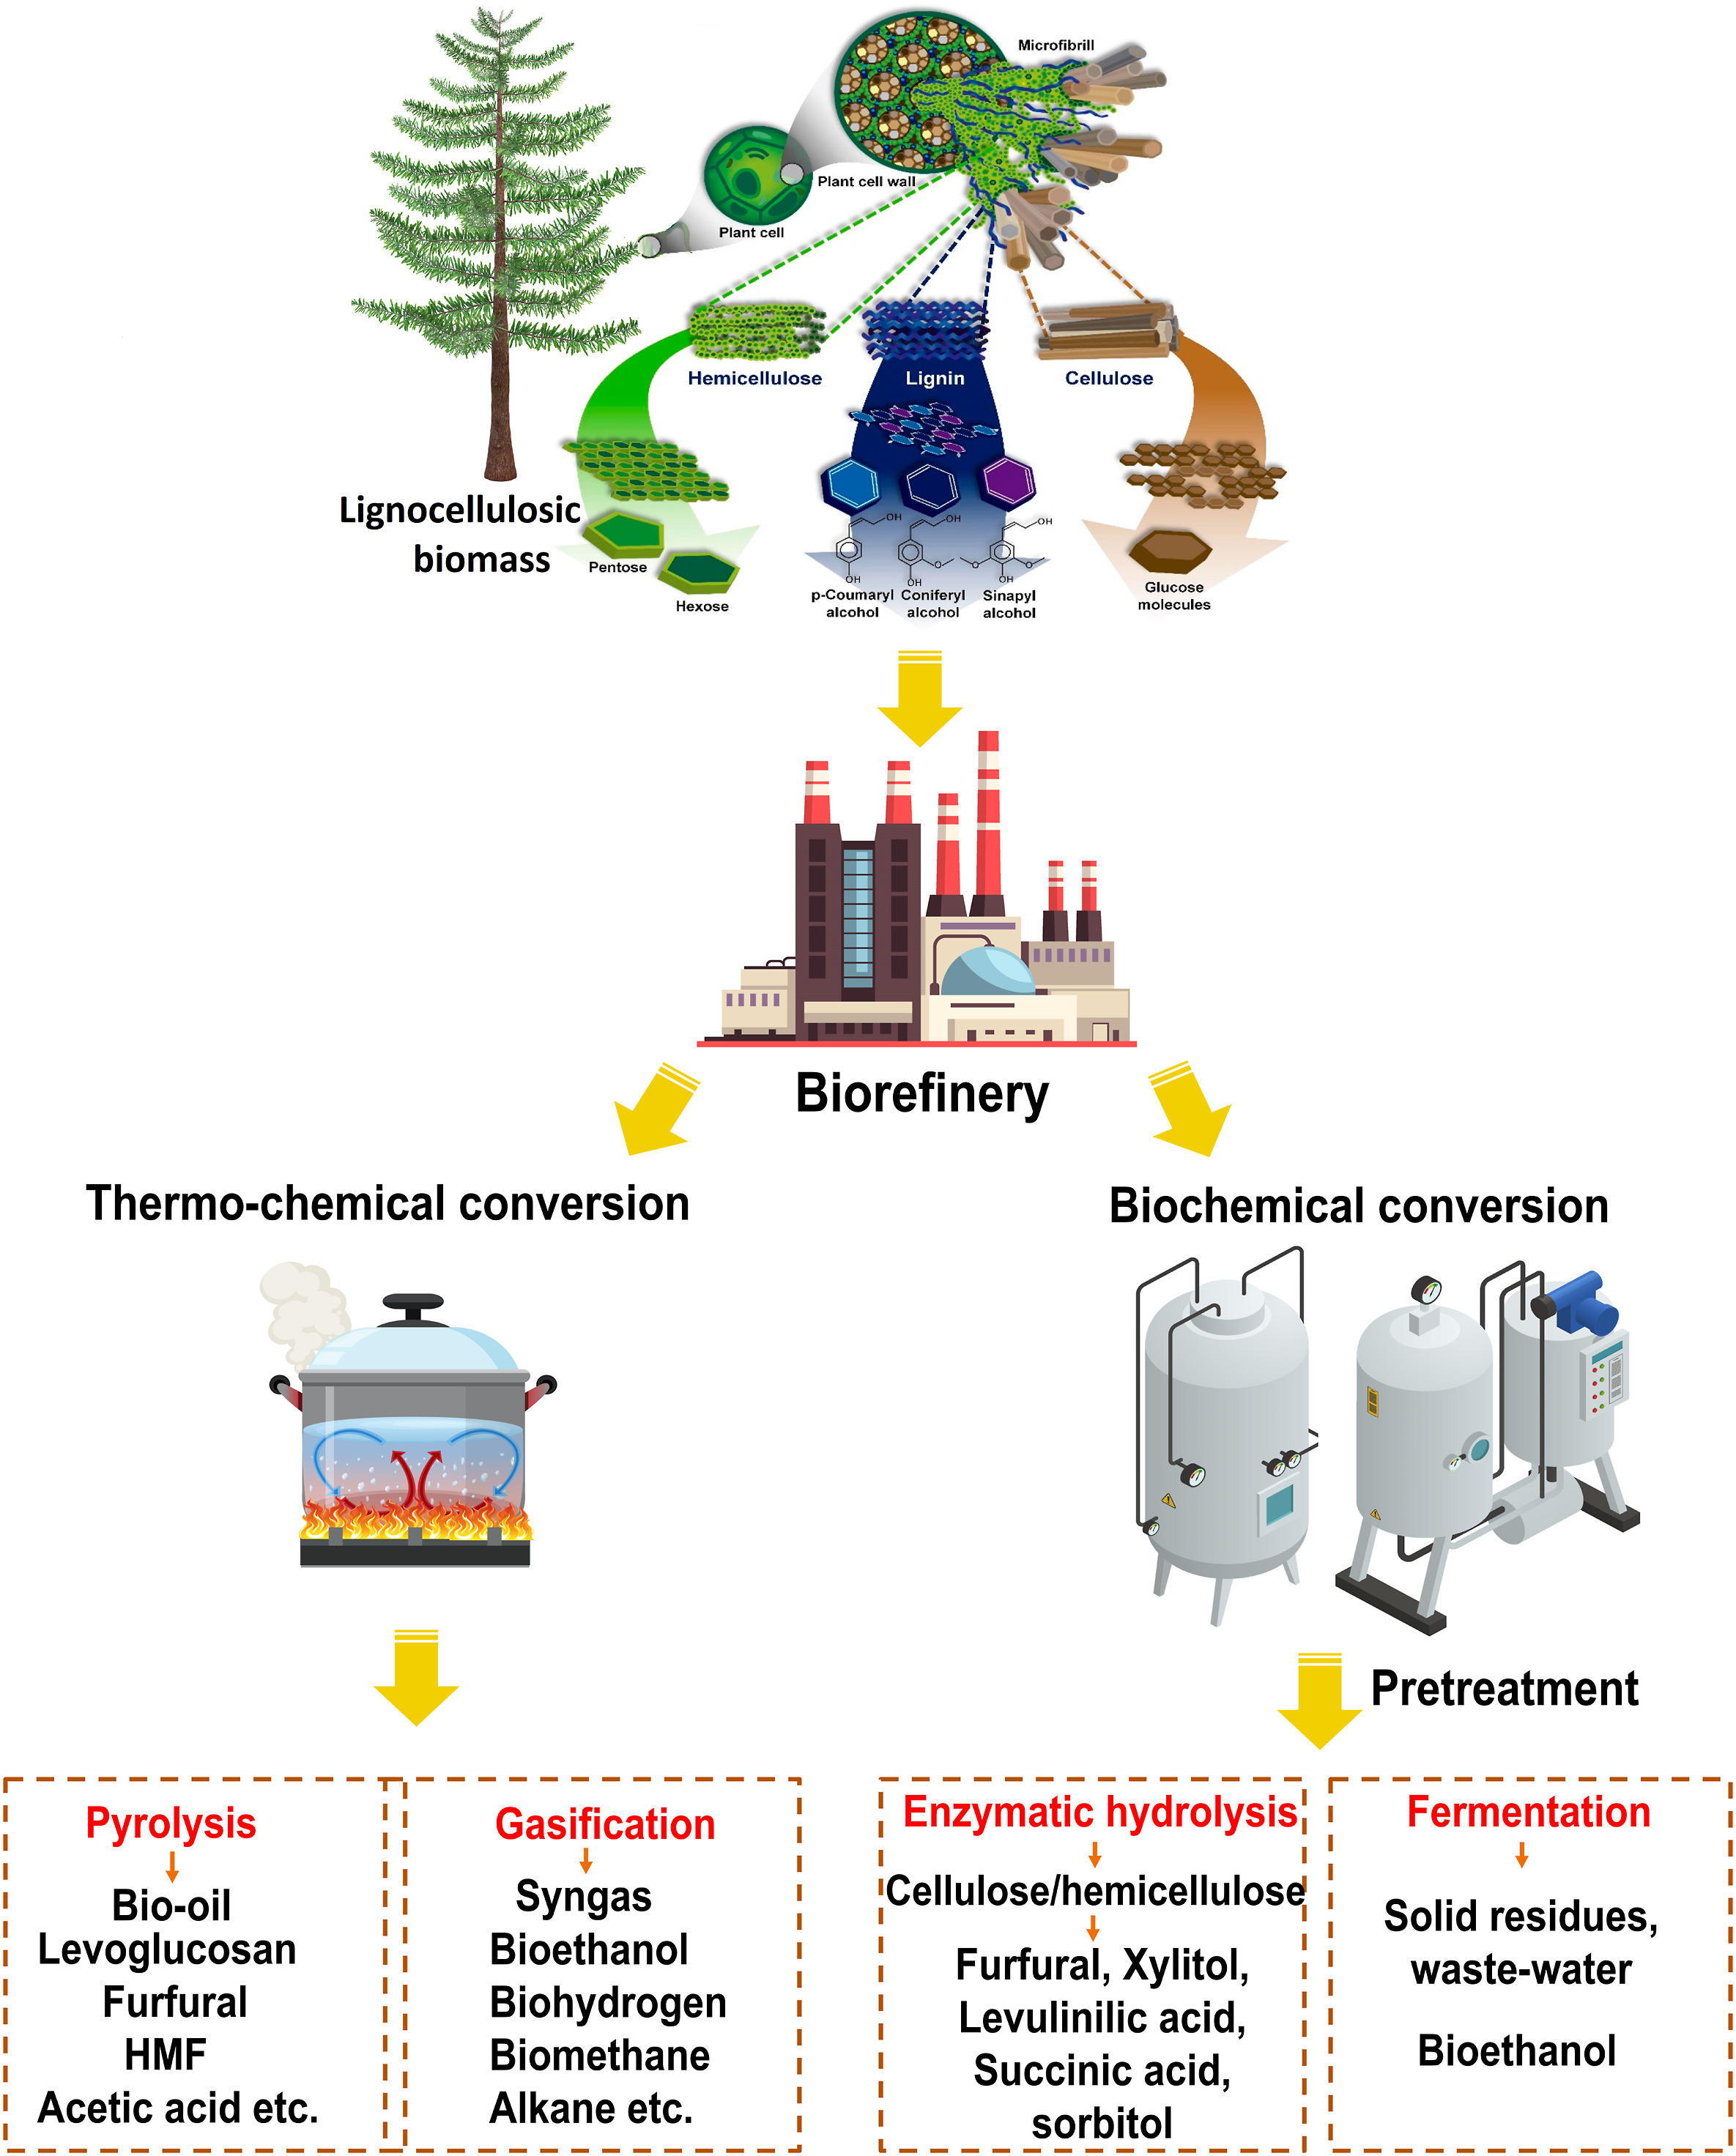 Microfibrill
Plant cell wall
Plant cell
Hemicellulose
Lignin
Cellulose
Lignocellulosic
biomass
Pentose
Hexose
OH
OH
OH
O
O
O
OH
OH
OH
p-Coumaryl
alcohol
Coniferyl
alcohol
Sinapyl
alcohol
Glucose
molecules
Biorefinery
Thermo-chemical conversion
Biochemical conversion
Pretreatment
Pyrolysis
Bio-oil
Levoglucosan
Furfural
HMF
Acetic acid etc.
Gasification
Syngas
Bioethanol
Biohydrogen
Biomethane
Alkane etc.
Enzymatic hydrolysis
Cellulose/hemicellulose
Furfural, Xylitol,
Levulinilic acid,
Succinic acid,
sorbitol
Fermentation
Solid residues,
waste-water
Bioethanol